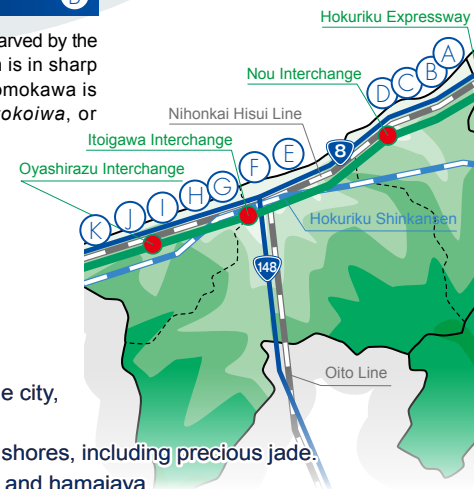 B
arved by the
n is in sharp
omokawa is
okoiwa, or
Hokuriku Expressway
Nou Interchange
Nihonkai Hisui Line
Itoigawa Interchange
Oyashirazu Interchange
A
B
C
D
E
F
G
H
I
J
K
8
Hokuriku Shinkansen
148
Oito Line
e city,
shores, including precious jade.
and hamajaya